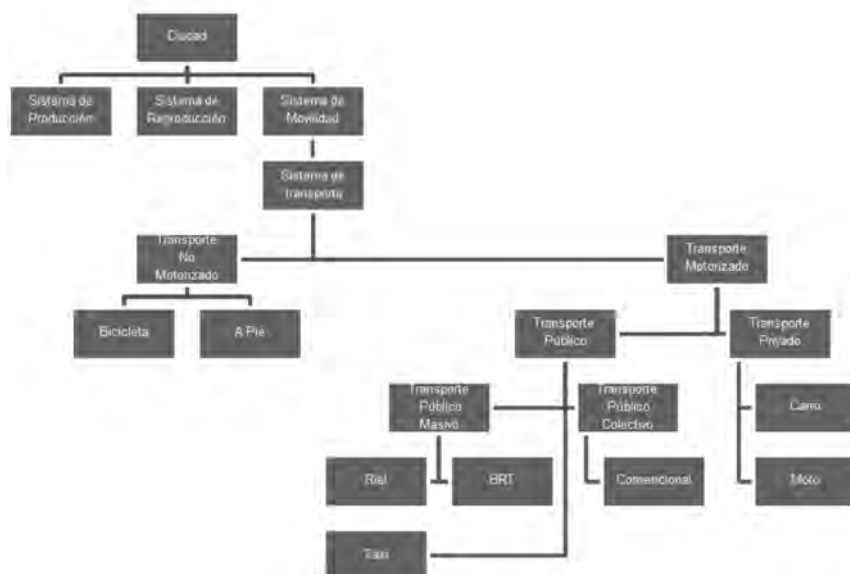 Ciudad
Sistema de
Producción
Sistema de
Reproducción
Sistema de
Movilidad
Sistema de
transporte
Transporte
No
Motorizado
Transporte
Motorizado
Bicicleta
A Pie
Transporte
Público
Transporte
Privado
Transporte
Público
Masivo
Transporte
Público
Colectivo
Carro
Riel
BRT
Convencional
Moto
Taxi